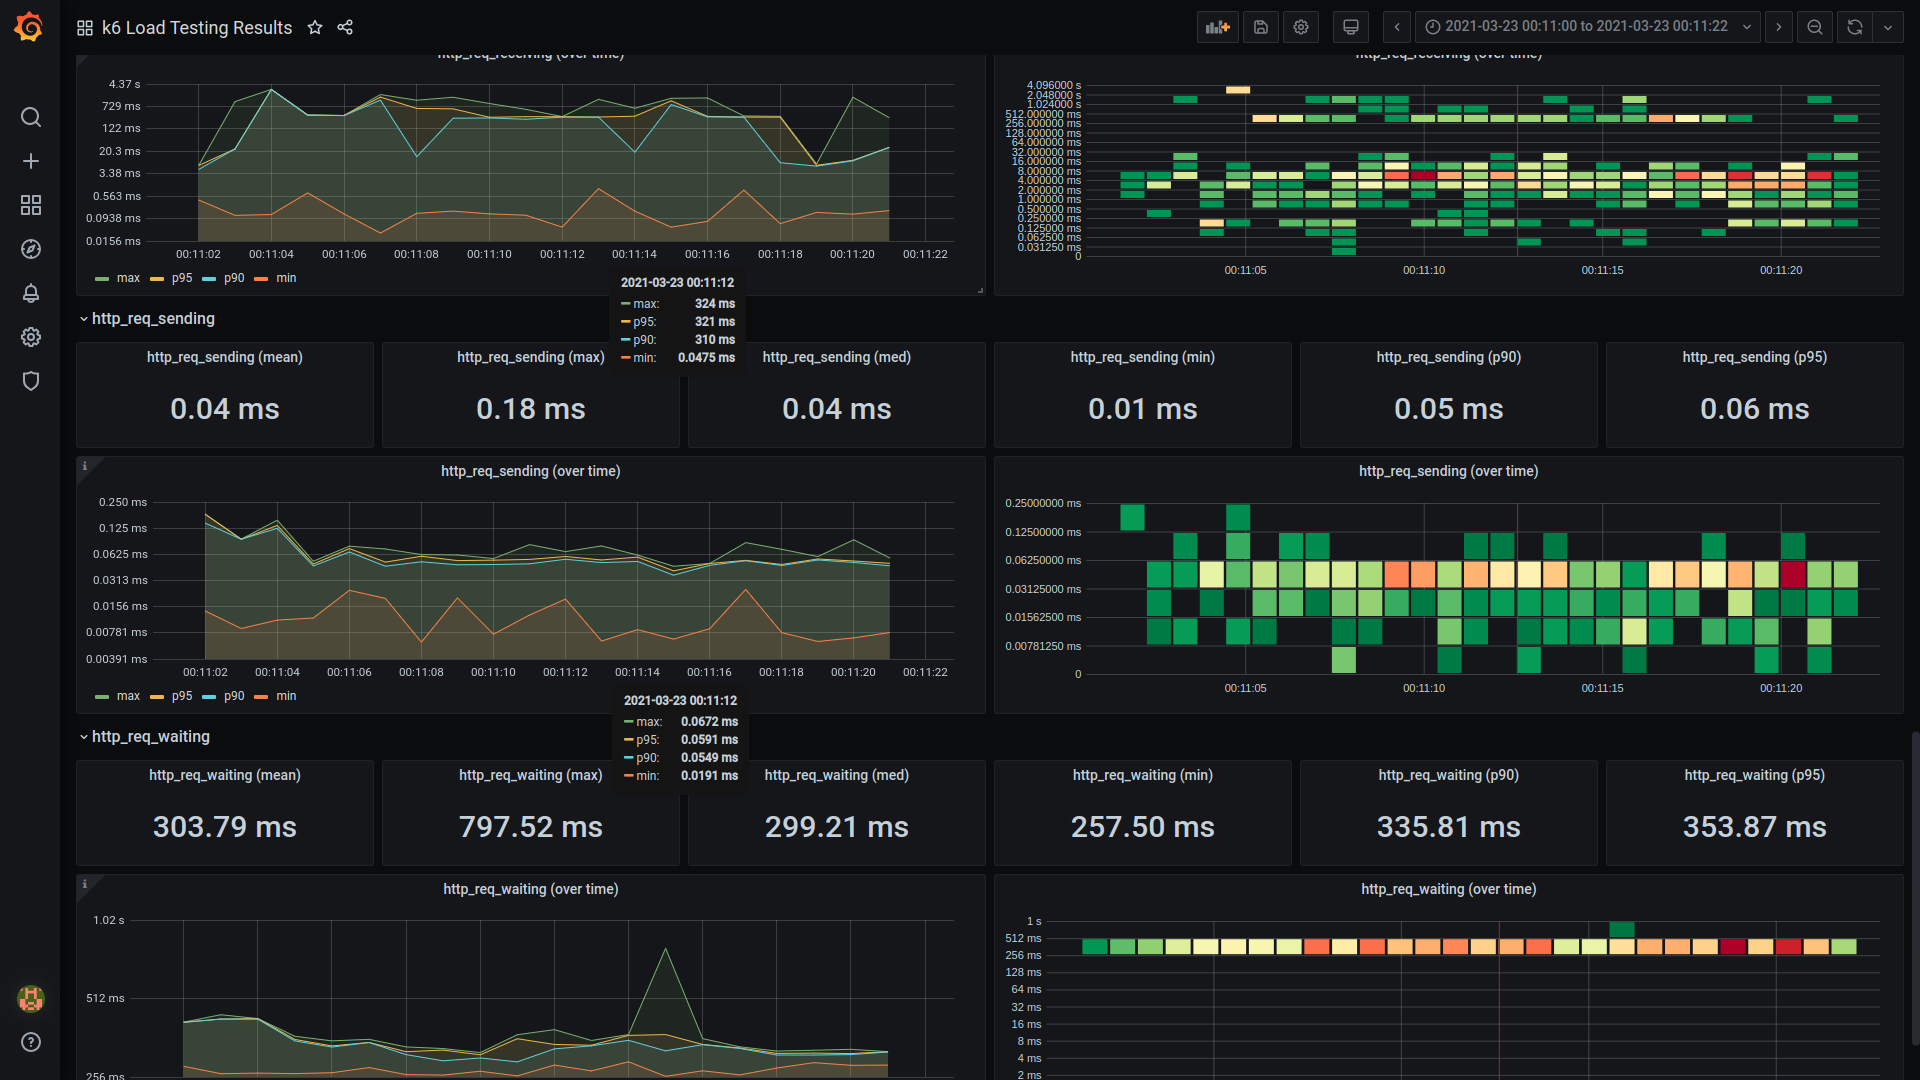 k6 Load Testing Results
2021-03-23 00:11:00 to 2021-03-23 00:11:22
http_req_receiving (over time)
4.37 s
729 ms
122 ms
20.3 ms
3.38 ms
0.563 ms
0.0938 ms
0.0156 ms
00:11:02 00:11:04 00:11:06 00:11:08 00:11:10 00:11:12 00:11:14 00:11:16 00:11:18 00:11:20 00:11:22
max p95 p90 min
http_req_receiving (over time)
4.096000 s
2.048000 s
1.024000 s
512.000000 ms
256.000000 ms
128.000000 ms
64.000000 ms
32.000000 ms
16.000000 ms
8.000000 ms
4.000000 ms
2.000000 ms
1.000000 ms
0.500000 ms
0.250000 ms
0.125000 ms
0.062500 ms
0.031250 ms
0
00:11:05 00:11:10 00:11:15 00:11:20
2021-03-23 00:11:12
max: 324 ms
p95: 321 ms
p90: 310 ms
min: 0.0475 ms
http_req_sending
http_req_sending (mean)
0.04 ms
http_req_sending (max)
0.18 ms
http_req_sending (med)
0.04 ms
http_req_sending (min)
0.01 ms
http_req_sending (p90)
0.05 ms
http_req_sending (p95)
0.06 ms
http_req_sending (over time)
0.250 ms
0.125 ms
0.0625 ms
0.0313 ms
0.0156 ms
0.00781 ms
0.00391 ms
00:11:02 00:11:04 00:11:06 00:11:08 00:11:10 00:11:12 00:11:14 00:11:16 00:11:18 00:11:20 00:11:22
max p95 p90 min
http_req_sending (over time)
0.25000000 ms
0.12500000 ms
0.06250000 ms
0.03125000 ms
0.01562500 ms
0.00781250 ms
0
00:11:05 00:11:10 00:11:15 00:11:20
2021-03-23 00:11:12
max: 0.0672 ms
p95: 0.0591 ms
p90: 0.0549 ms
min: 0.0191 ms
http_req_waiting
http_req_waiting (mean)
303.79 ms
http_req_waiting (max)
797.52 ms
http_req_waiting (med)
299.21 ms
http_req_waiting (min)
257.50 ms
http_req_waiting (p90)
335.81 ms
http_req_waiting (p95)
353.87 ms
http_req_waiting (over time)
1.02 s
512 ms
256 ms
http_req_waiting (over time)
1 s
512 ms
256 ms
128 ms
64 ms
32 ms
16 ms
8 ms
4 ms
2 ms